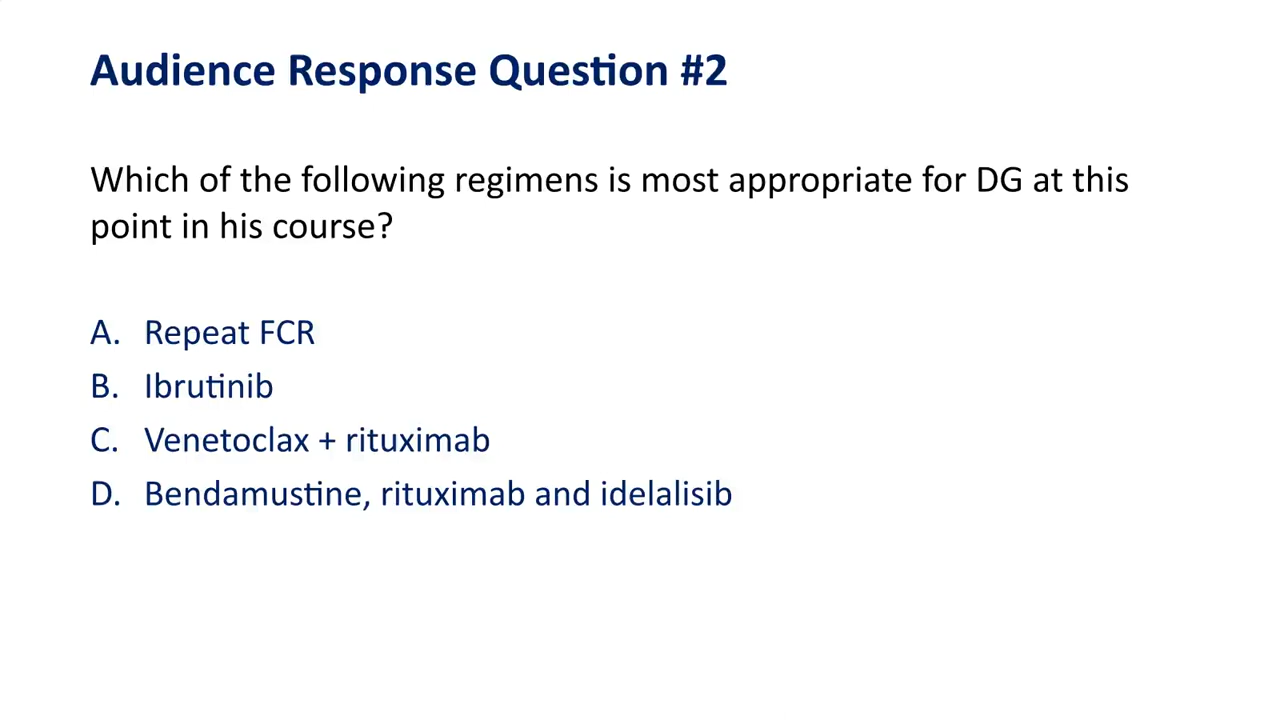 Audience Response Question #2
Which of the following regimens is most appropriate for DG at this
point in his course?
A. Repeat FCR
B. Ibrutinib
C. Venetoclax + rituximab
D. Bendamustine, rituximab and idelalisib